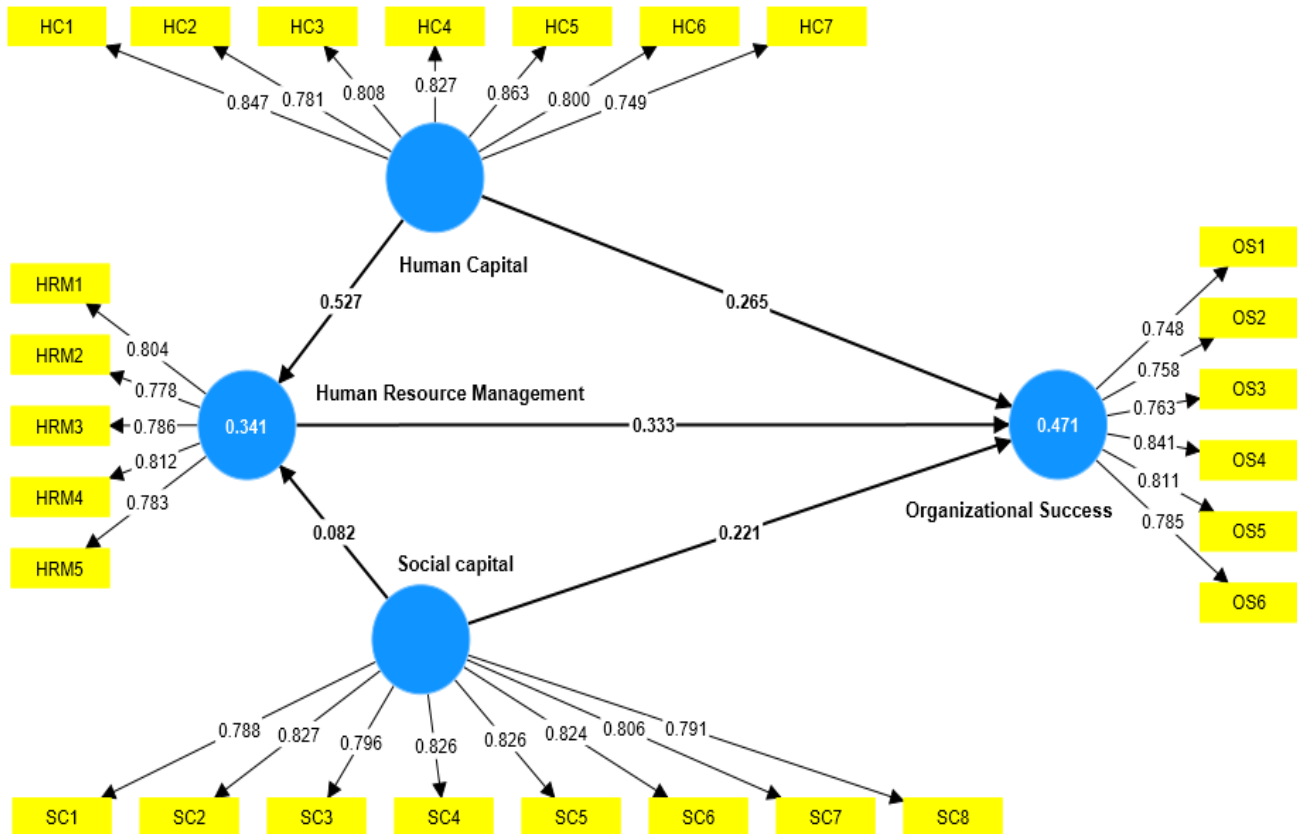 HC1 HC2 HC3 HC4 HC5 HC6 HC7
0.847 0.781 0.808 0.827 0.863 0.800 0.749
Human Capital
0.527
0.265
HRM1
HRM2
HRM3
HRM4
HRM5
0.804
0.778
0.786
0.812
0.783
0.341
Human Resource Management
0.333
0.471
Organizational Success
0.748
0.758
0.763
0.841
0.811
0.785
OS1
OS2
OS3
OS4
OS5
OS6
0.082
0.221
Social capital
0.788 0.827 0.796 0.826 0.826 0.824 0.806 0.791
SC1 SC2 SC3 SC4 SC5 SC6 SC7 SC8